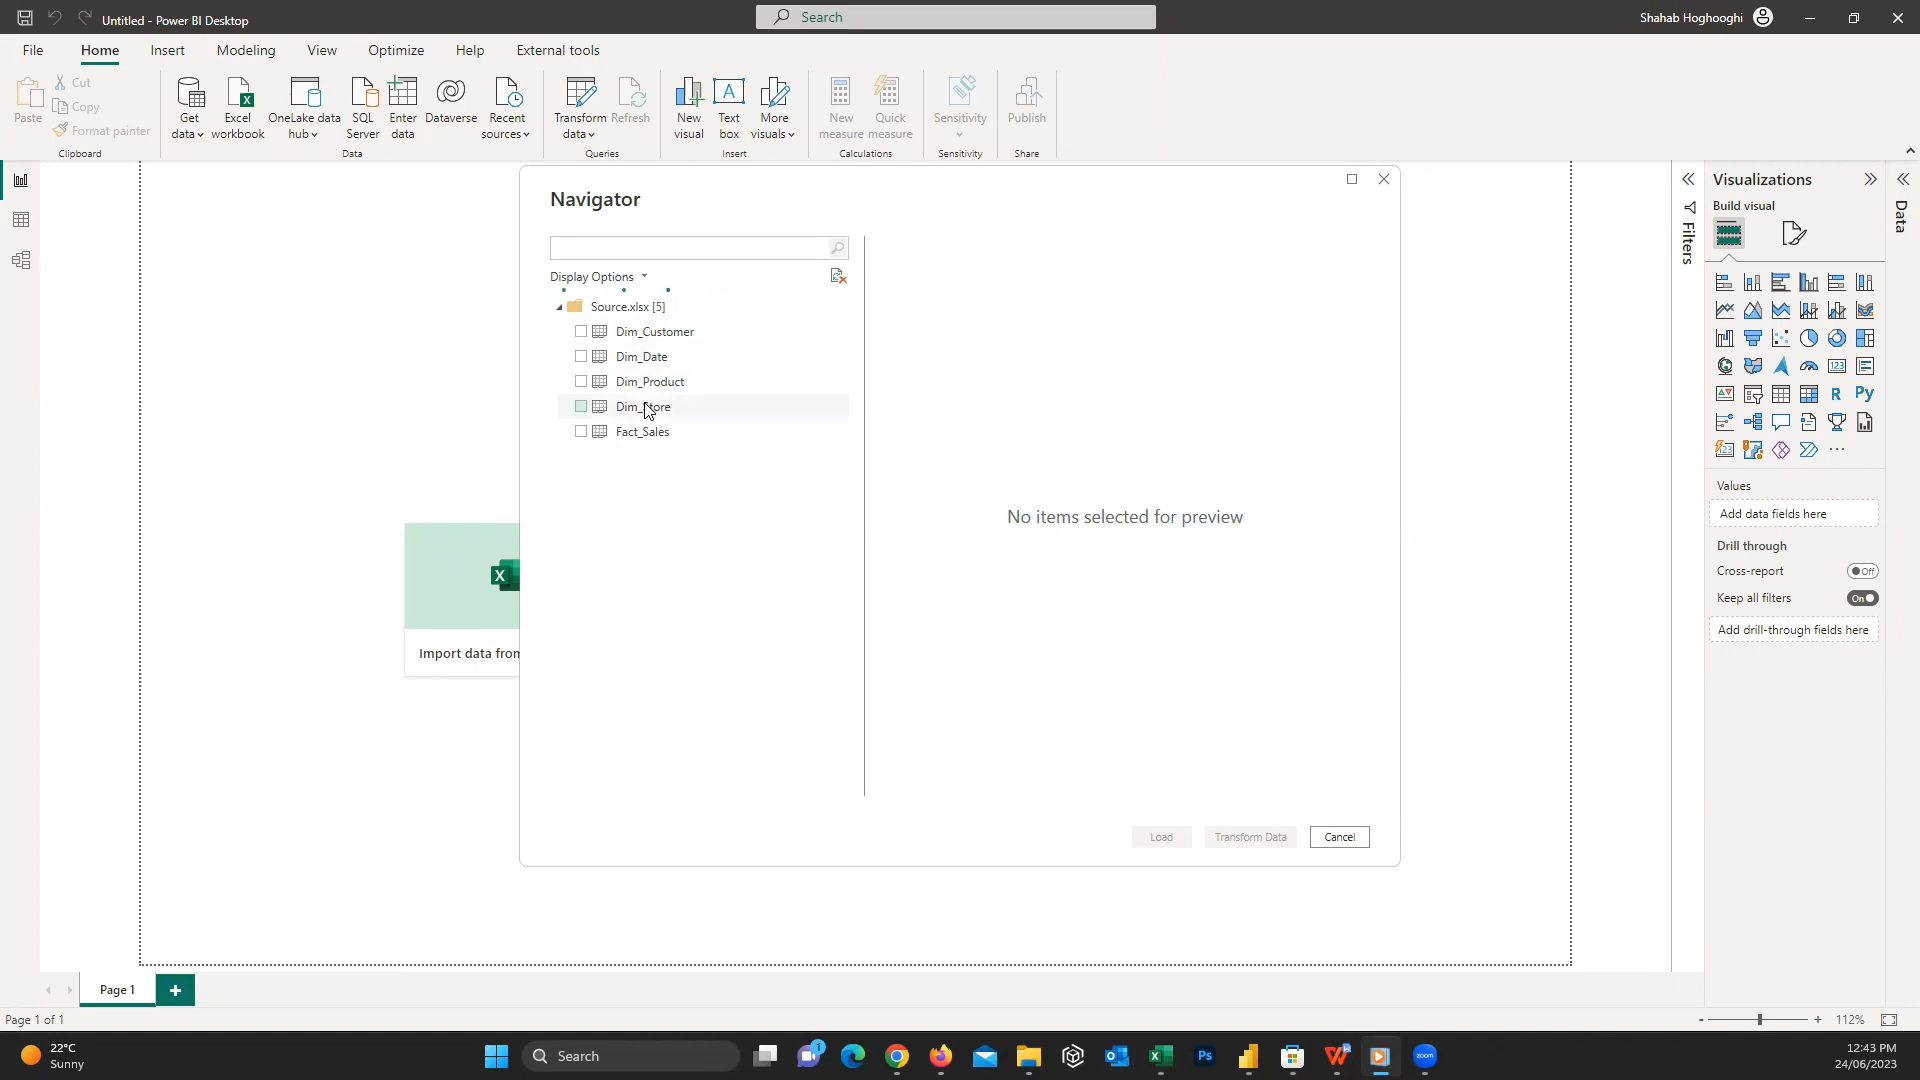 Untitled - Power BI Desktop
Search
Shahab Hoghooghi
File Home Insert Modeling View Optimize Help External tools
Paste
Cut
Copy
Format painter
Get data
Excel workbook
OneLake data hub
SQL Server
Enter data
Dataverse
Recent sources
Transform data
Refresh
New visual
Text box
More visuals
New measure
Quick measure
Sensitivity
Publish
Clipboard Data Queries Insert Calculations Sensitivity Share
Navigator
Display Options
Source.xlsx [5]
Dim_Customer
Dim_Date
Dim_Product
Dim_Store
Fact_Sales
No items selected for preview
Load Transform Data Cancel
Import data from
Filters
Visualizations
Build visual
123
R Py
123
Values
Add data fields here
Drill through
Cross-report Off
Keep all filters On
Add drill-through fields here
Data
Page 1
Page 1 of 1
- + 112%
22°C
Sunny
Search
1
Ps
zoom
12:43 PM
24/06/2023